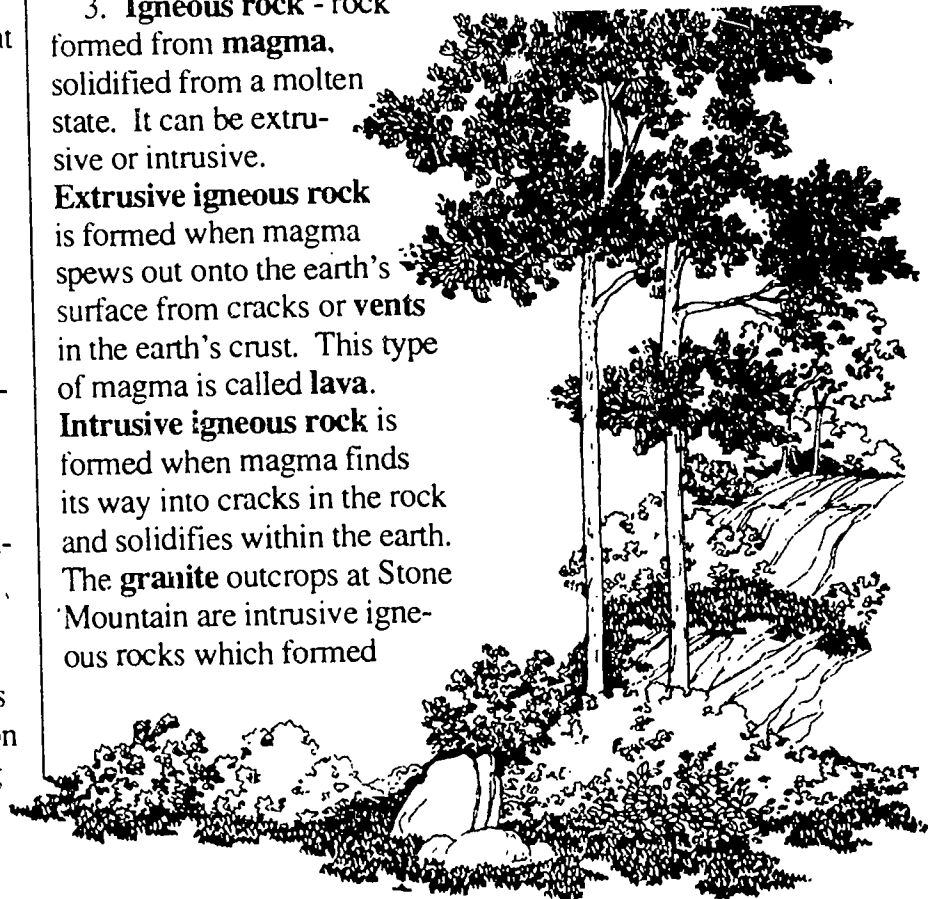 3. Igneous rock - rock
formed from magma,
solidified from a molten
state. It can be extru-
sive or intrusive.
Extrusive igneous rock
is formed when magma
spews out onto the earth's
surface from cracks or vents
in the earth's crust. This type
of magma is called lava.
Intrusive igneous rock is
formed when magma finds
its way into cracks in the rock
and solidifies within the earth.
The granite outcrops at Stone
Mountain are intrusive igne-
ous rocks which formed